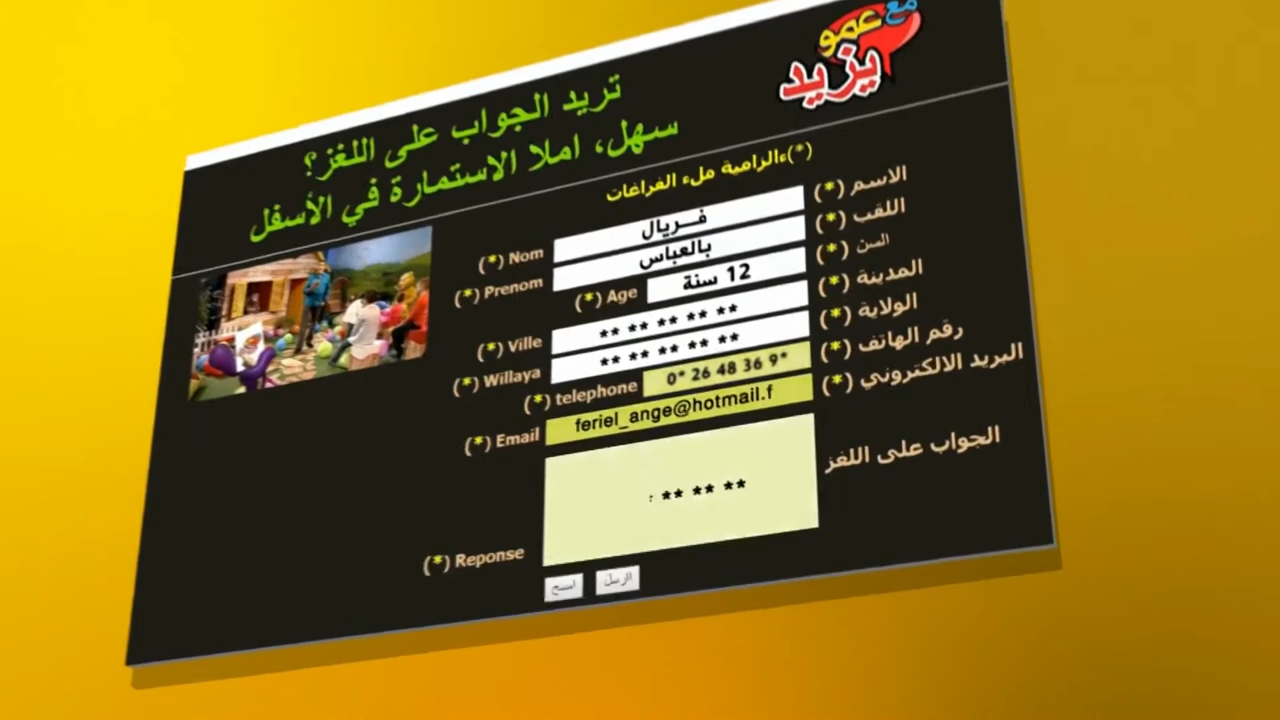 مع عمو
يزيد
تريد الجواب على اللغز؟
سهل، املا الاستمارة في الأسفل
(*)ءالزامية ملء الفراغات
(*) Nom فـريال الاسم (*)
(*) Prenom بالعباس اللقب (*)
(*) Age 12 سنة السن (*)
(*) Ville ** ** ** ** ** المدينة (*)
(*) Willaya ** ** ** ** ** الولاية (*)
(*) telephone 0* 26 48 36 9* رقم الهاتف (*)
(*) Email feriel_ange@hotmail.f البريد الالكتروني (*)
(*) Reponse ** ** ** الجواب على اللغز
امسح ارسل